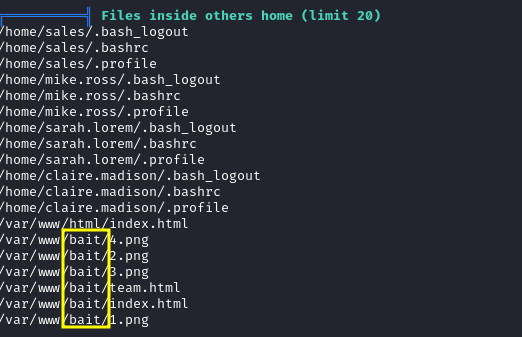 Files inside others home (limit 20)
/home/sales/.bash_logout
/home/sales/.bashrc
/home/sales/.profile
/home/mike.ross/.bash_logout
/home/mike.ross/.bashrc
/home/mike.ross/.profile
/home/sarah.lorem/.bash_logout
/home/sarah.lorem/.bashrc
/home/sarah.lorem/.profile
/home/claire.madison/.bash_logout
/home/claire.madison/.bashrc
/home/claire.madison/.profile
/var/www/html/index.html
/var/www/bait/4.png
/var/www/bait/2.png
/var/www/bait/3.png
/var/www/bait/team.html
/var/www/bait/index.html
/var/www/bait/1.png